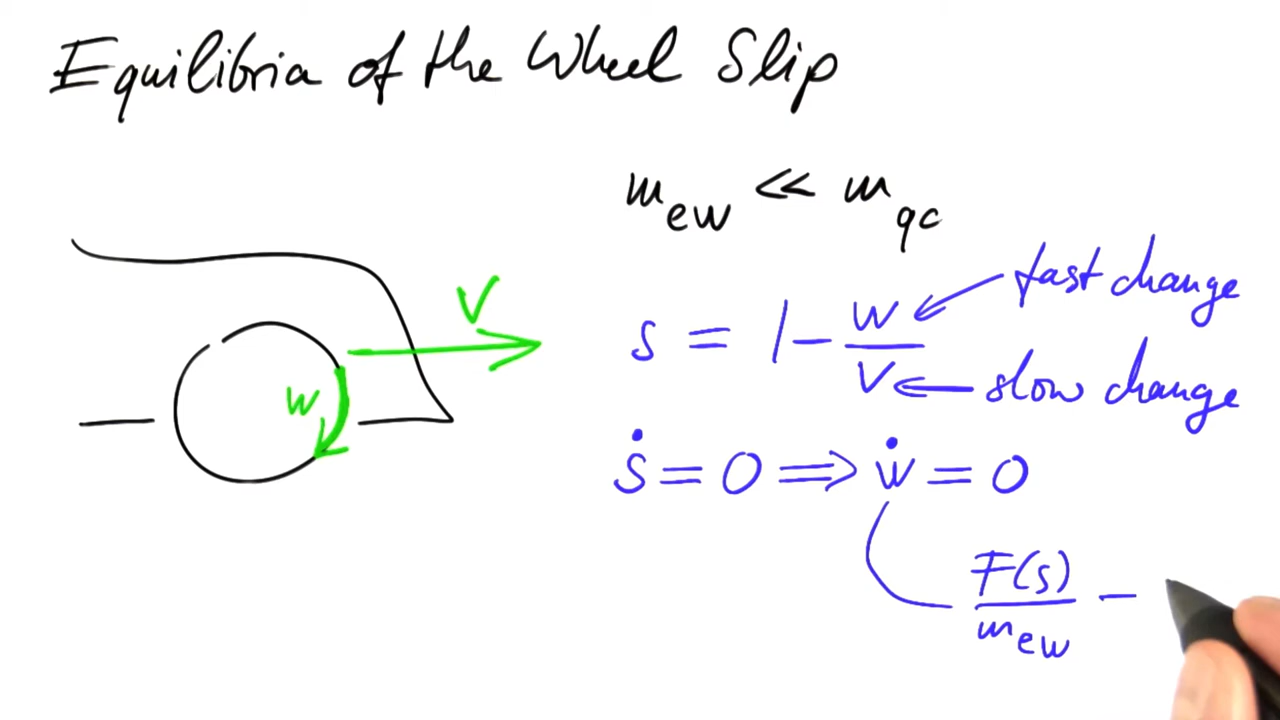 Equilibria of the Wheel Slip
m_ew << m_qc
V
fast change
s = 1 - w/v
w
slow change
ṡ = 0 => ẇ = 0
F(s)/m_ew -